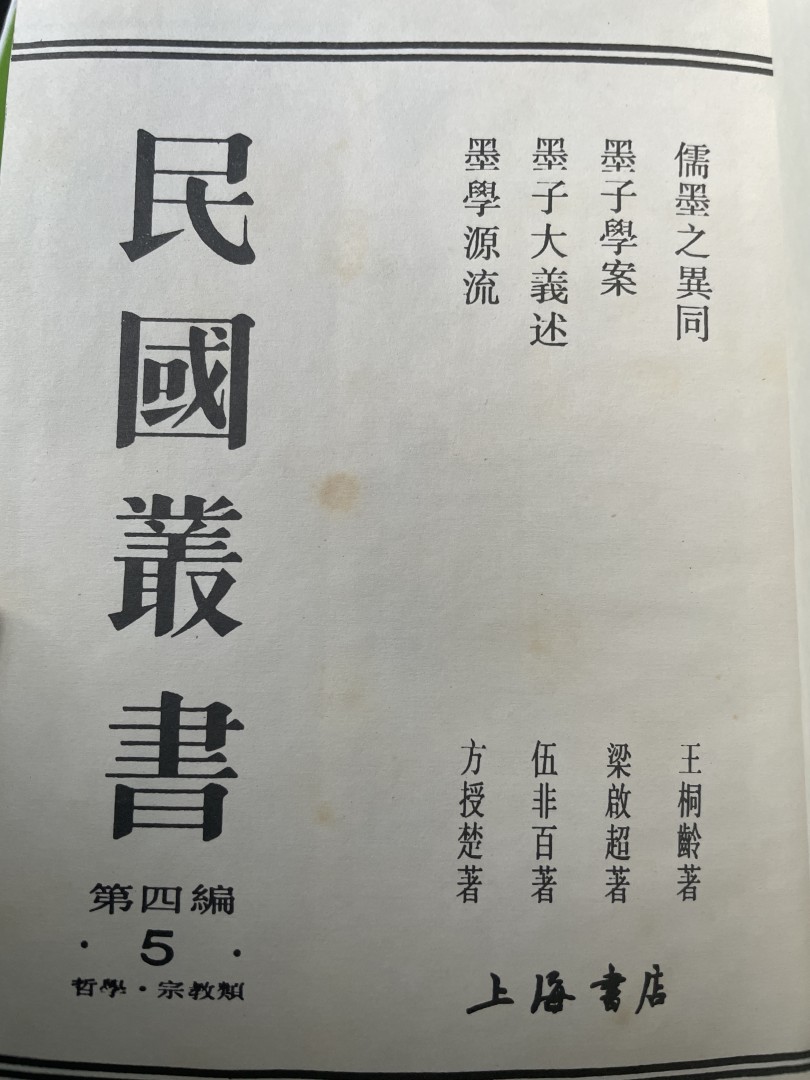 儒墨之異同
王桐齡著
墨子學案
梁啟超著
墨子大義述
伍非百著
墨學源流
方授楚著
上海書店
民國叢書
第四編
·5·
哲學·宗教類